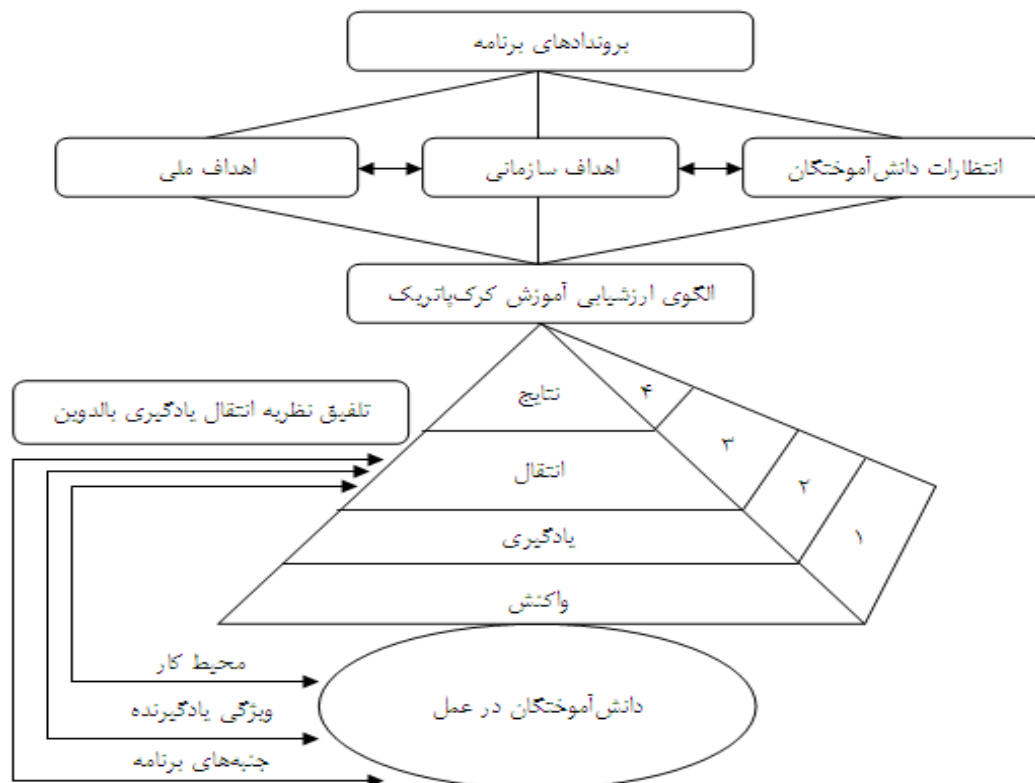 بروندادهای برنامه
انتظارات دانش‌آموختگان
اهداف سازمانی
اهداف ملی
الگوی ارزشیابی آموزش کرک‌پاتریک
تلفیق نظریه انتقال یادگیری بالدوین
نتایج
۴
انتقال
۳
یادگیری
۲
واکنش
۱
دانش‌آموختگان در عمل
محیط کار
ویژگی یادگیرنده
جنبه‌های برنامه